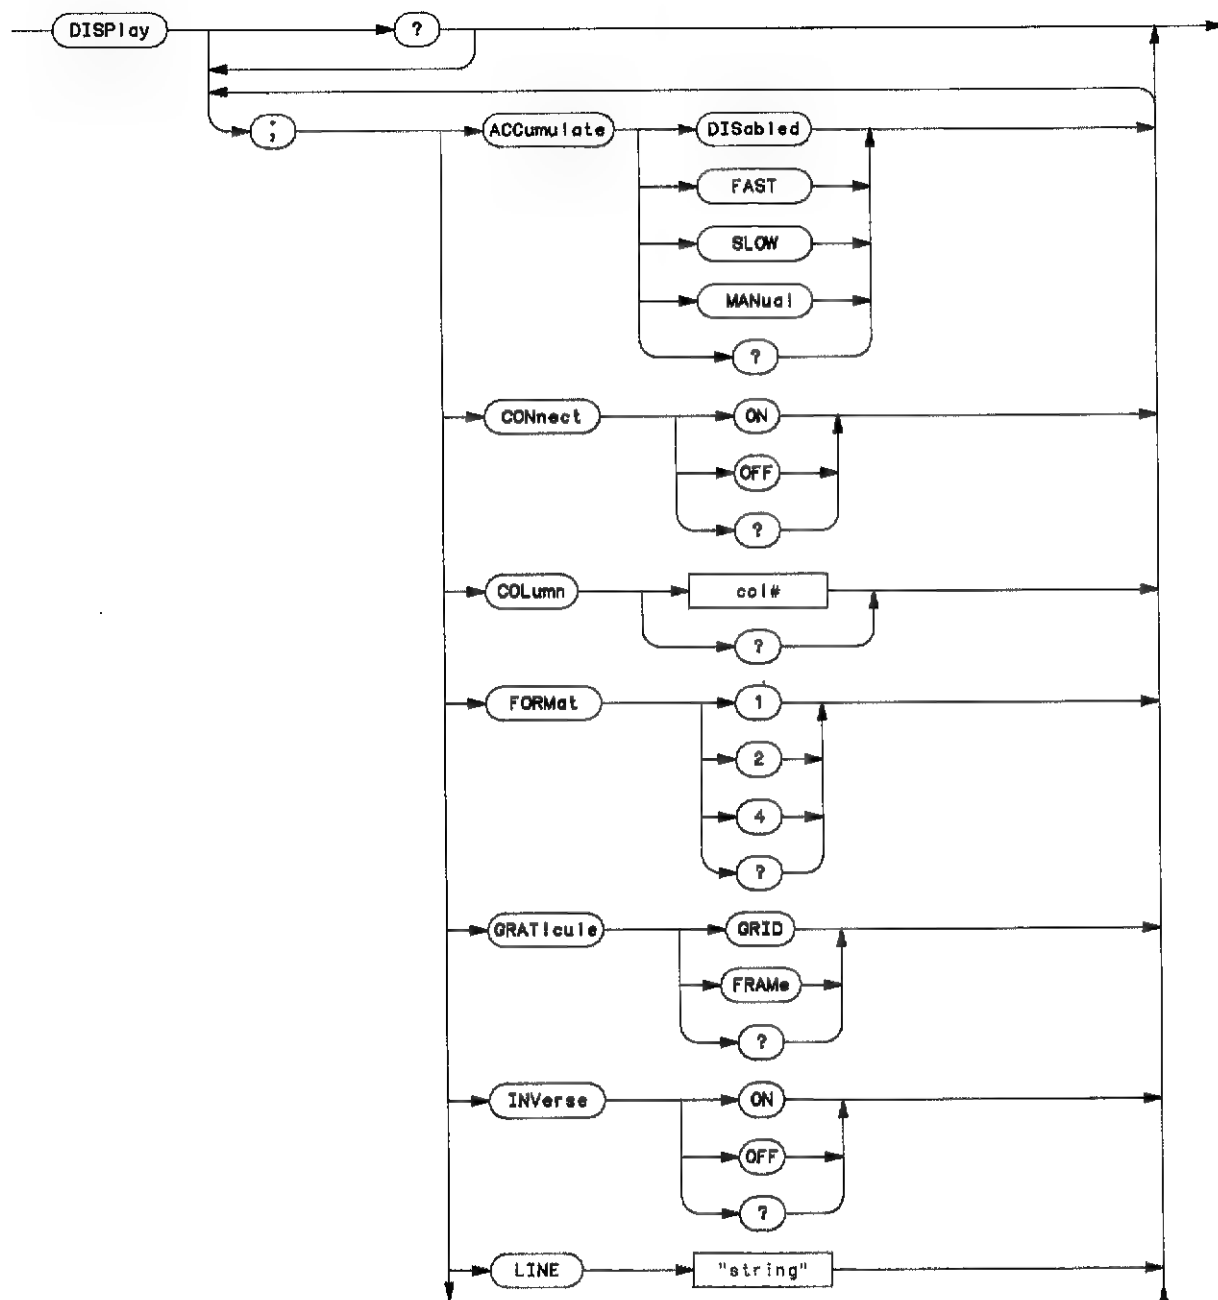 DISPlay ?
;
ACCumulate DISabled
FAST
SLOW
MANual
?
CONnect ON
OFF
?
COLumn col#
?
FORMat 1
2
4
?
GRATicule GRID
FRAMe
?
INVerse ON
OFF
?
LINE "string"